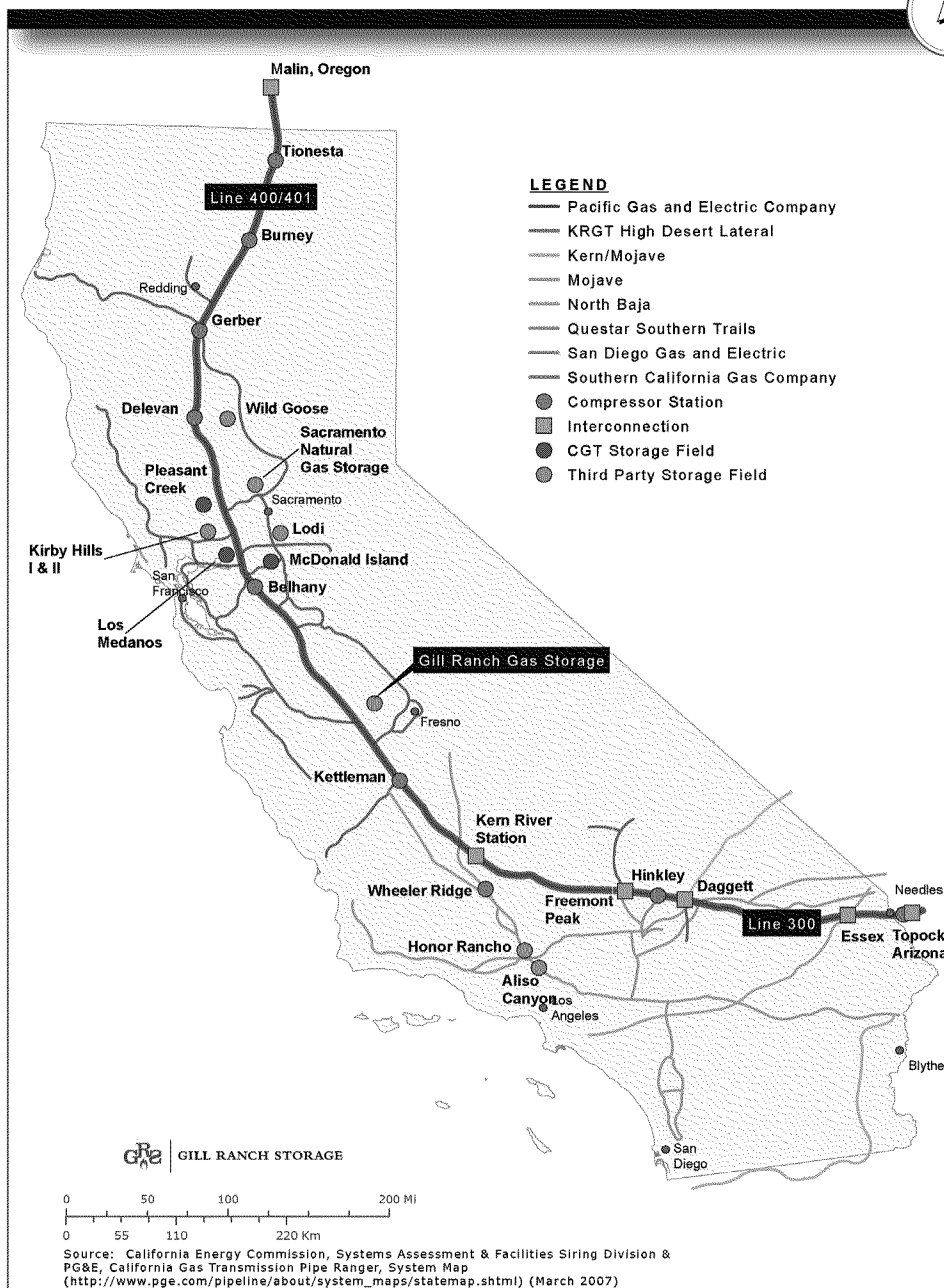 Malin, Oregon
Tionesta
Line 400/401
Burney
Redding
Gerber
Delevan
Wild Goose
Sacramento
Natural
Gas Storage
Pleasant
Creek
Sacramento
Lodi
Kirby Hills
I & II
McDonald Island
San
Francisco
Belhany
Los
Medanos
Gill Ranch Gas Storage
Fresno
Kettleman
Kern River
Station
Wheeler Ridge
Freemont
Peak
Hinkley
Daggett
Line 300
Needles
Essex
Topock
Arizona
Honor Rancho
Aliso
Canyon
Los
Angeles
Blythe
San
Diego
LEGEND
Pacific Gas and Electric Company
KRGT High Desert Lateral
Kern/Mojave
Mojave
North Baja
Questar Southern Trails
San Diego Gas and Electric
Southern California Gas Company
Compressor Station
Interconnection
CGT Storage Field
Third Party Storage Field
GRS GILL RANCH STORAGE
0 50 100 200 Mi
0 55 110 220 Km
Source: California Energy Commission, Systems Assessment & Facilities Siring Division &
PG&E, California Gas Transmission Pipe Ranger, System Map
(http://www.pge.com/pipeline/about/system_maps/statemap.shtml) (March 2007)